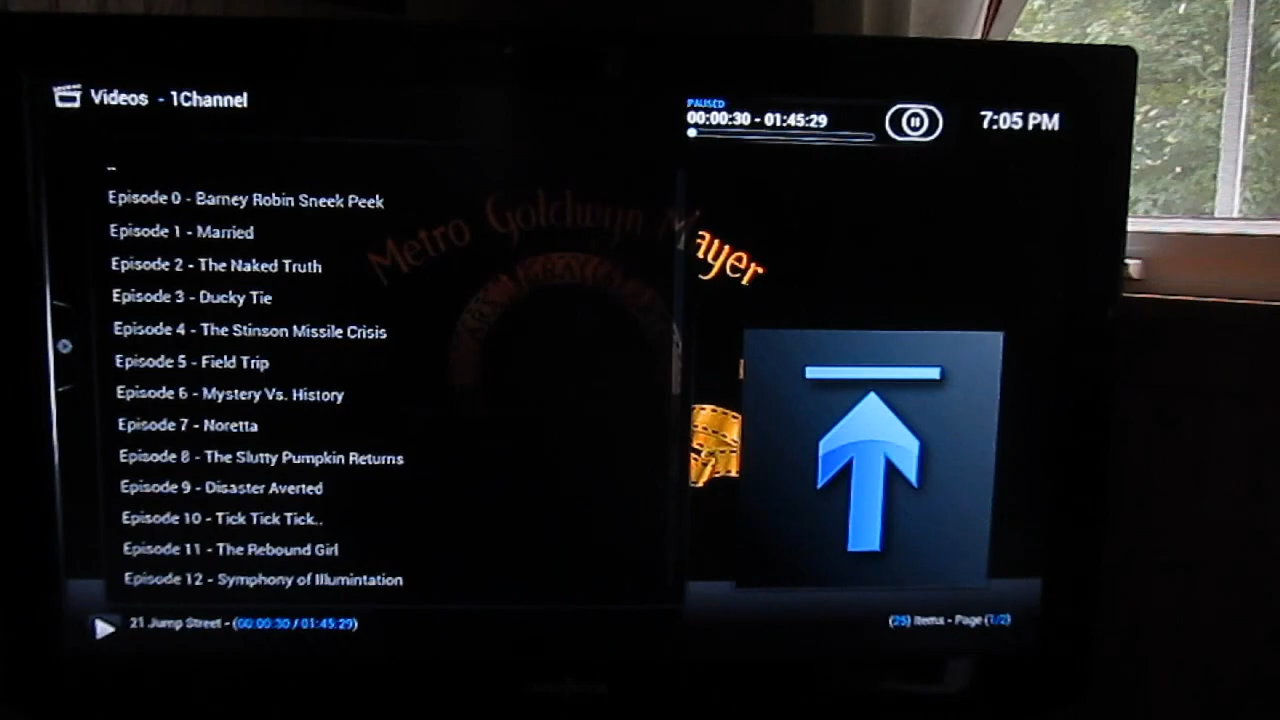 Videos - 1Channel
PAUSED
00:00:30 - 01:45:29
7:05 PM
..
Episode 0 - Barney Robin Sneek Peek
Episode 1 - Married
Episode 2 - The Naked Truth
Episode 3 - Ducky Tie
Episode 4 - The Stinson Missile Crisis
Episode 5 - Field Trip
Episode 6 - Mystery Vs. History
Episode 7 - Noretta
Episode 8 - The Slutty Pumpkin Returns
Episode 9 - Disaster Averted
Episode 10 - Tick Tick Tick..
Episode 11 - The Rebound Girl
Episode 12 - Symphony of Illumintation
Metro Goldwyn Mayer
21 Jump Street - (00:00:30 / 01:45:29)
(25) Items - Page (1/2)